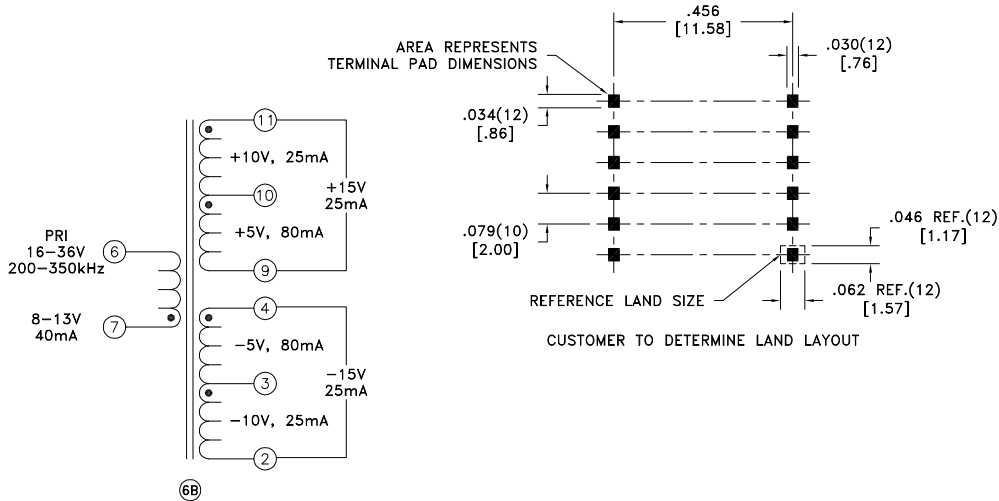 PRI
16–36V
200–350kHz
8–13V
40mA
6
7
11
+10V, 25mA
10
+15V
25mA
+5V, 80mA
9
4
–5V, 80mA
3
–15V
25mA
–10V, 25mA
2
6B
.456
[11.58]
AREA REPRESENTS
TERMINAL PAD DIMENSIONS
.030(12)
[.76]
.034(12)
[.86]
.079(10)
[2.00]
.046 REF.(12)
[1.17]
REFERENCE LAND SIZE
.062 REF.(12)
[1.57]
CUSTOMER TO DETERMINE LAND LAYOUT